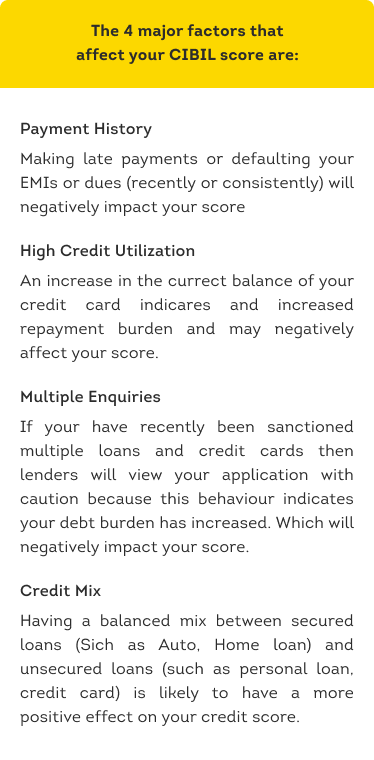 The 4 major factors that
affect your CIBIL score are:
Payment History
Making late payments or defaulting your
EMIs or dues (recently or consistently) will
negatively impact your score
High Credit Utilization
An increase in the currect balance of your
credit card indicares and increased
repayment burden and may negatively
affect your score.
Multiple Enquiries
If your have recently been sanctioned
multiple loans and credit cards then
lenders will view your application with
caution because this behaviour indicates
your debt burden has increased. Which will
negatively impact your score.
Credit Mix
Having a balanced mix between secured
loans (Sich as Auto, Home loan) and
unsecured loans (such as personal loan,
credit card) is likely to have a more
positive effect on your credit score.